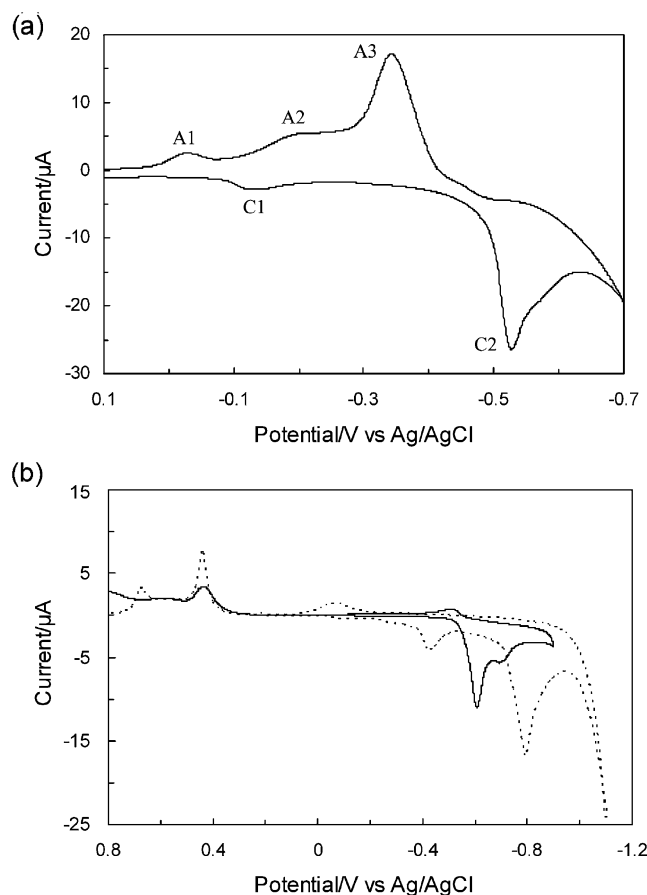 (a)
20
A3
10
A1
A2
0
C1
-10
-20
C2
-30
Current/µA
0.1
-0.1
-0.3
-0.5
-0.7
Potential/V vs Ag/AgCl
(b)
15
5
-5
-15
-25
Current/µA
0.8
0.4
0
-0.4
-0.8
-1.2
Potential/V vs Ag/AgCl